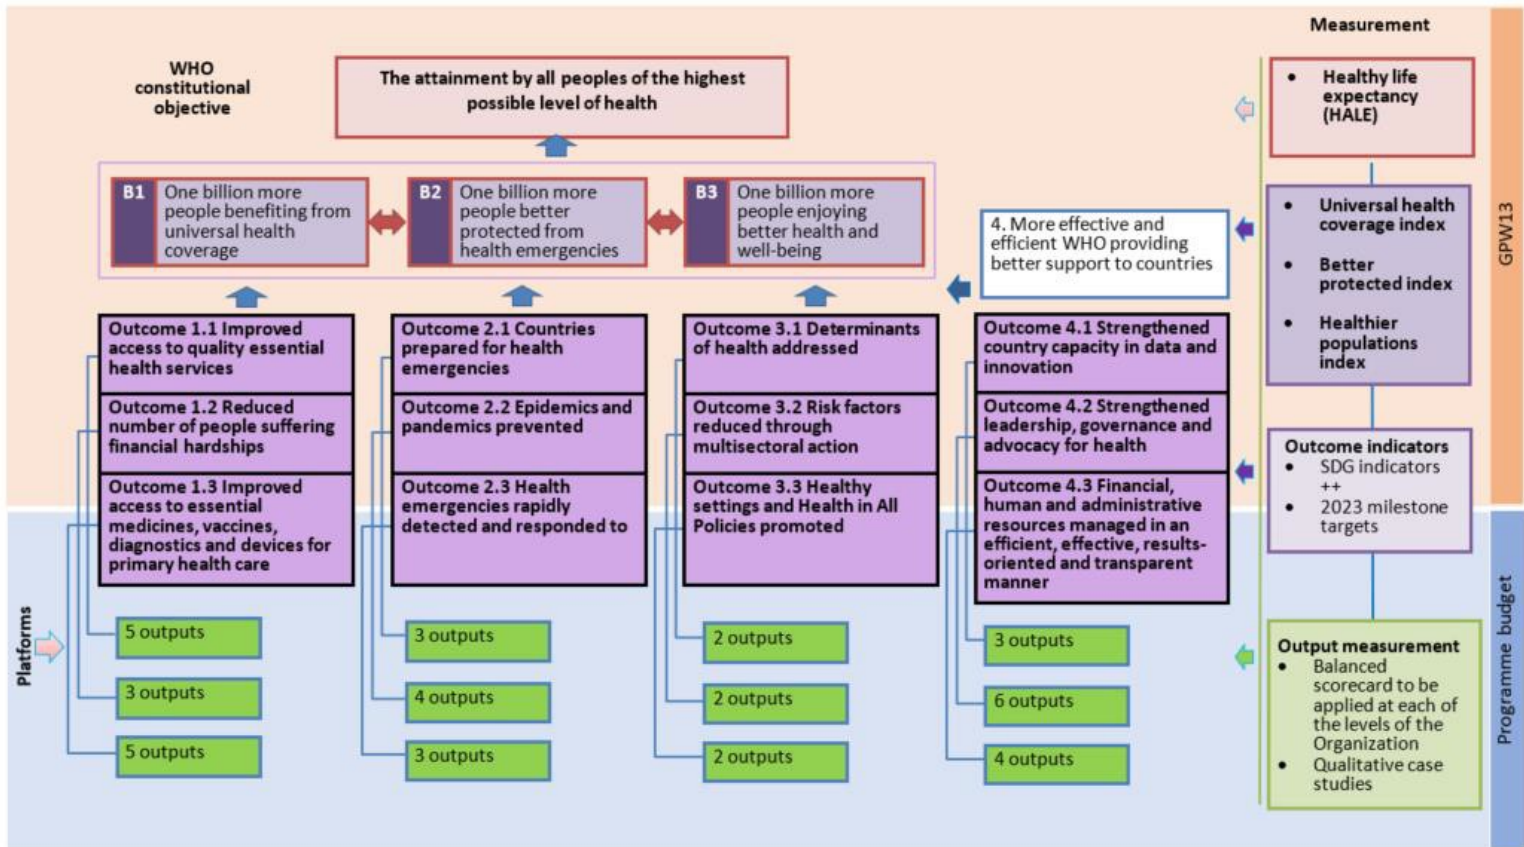 Measurement
WHO
constitutional
objective
The attainment by all peoples of the highest
possible level of health
• Healthy life
expectancy
(HALE)
B1
One billion more
people benefiting from
universal health
coverage
B2
One billion more
people better
protected from
health emergencies
B3
One billion more
people enjoying
better health and
well-being
4. More effective and
efficient WHO providing
better support to countries
• Universal health
coverage index
• Better
protected index
• Healthier
populations
index
GPW13
Outcome 1.1 Improved
access to quality essential
health services
Outcome 1.2 Reduced
number of people suffering
financial hardships
Outcome 1.3 Improved
access to essential
medicines, vaccines,
diagnostics and devices for
primary health care
Outcome 2.1 Countries
prepared for health
emergencies
Outcome 2.2 Epidemics and
pandemics prevented
Outcome 2.3 Health
emergencies rapidly
detected and responded to
Outcome 3.1 Determinants
of health addressed
Outcome 3.2 Risk factors
reduced through
multisectoral action
Outcome 3.3 Healthy
settings and Health in All
Policies promoted
Outcome 4.1 Strengthened
country capacity in data and
innovation
Outcome 4.2 Strengthened
leadership, governance and
advocacy for health
Outcome 4.3 Financial,
human and administrative
resources managed in an
efficient, effective, results-
oriented and transparent
manner
Outcome indicators
• SDG indicators
++
• 2023 milestone
targets
Platforms
5 outputs
3 outputs
5 outputs
3 outputs
4 outputs
3 outputs
2 outputs
2 outputs
2 outputs
3 outputs
6 outputs
4 outputs
Output measurement
• Balanced
scorecard to be
applied at each of
the levels of the
Organization
• Qualitative case
studies
Programme budget